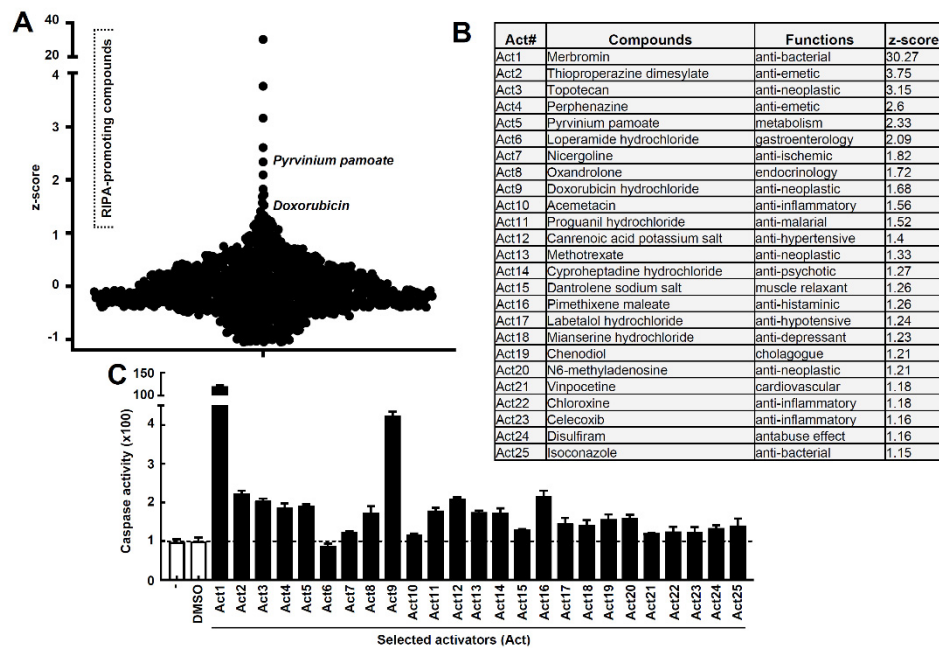 A
40
20
4
3
2
1
0
-1
z-score
RIPA-promoting compounds
Pyrvinium pamoate
Doxorubicin
B
Act# Compounds Functions z-score
Act1 Merbromin anti-bacterial 30.27
Act2 Thioproperazine dimesylate anti-emetic 3.75
Act3 Topotecan anti-neoplastic 3.15
Act4 Perphenazine anti-emetic 2.6
Act5 Pyrvinium pamoate metabolism 2.33
Act6 Loperamide hydrochloride gastroenterology 2.09
Act7 Nicergoline anti-ischemic 1.82
Act8 Oxandrolone endocrinology 1.72
Act9 Doxorubicin hydrochloride anti-neoplastic 1.68
Act10 Acemetacin anti-inflammatory 1.56
Act11 Proguanil hydrochloride anti-malarial 1.52
Act12 Canrenoic acid potassium salt anti-hypertensive 1.4
Act13 Methotrexate anti-neoplastic 1.33
Act14 Cyproheptadine hydrochloride anti-psychotic 1.27
Act15 Dantrolene sodium salt muscle relaxant 1.26
Act16 Pimethixene maleate anti-histaminic 1.26
Act17 Labetalol hydrochloride anti-hypotensive 1.24
Act18 Mianserine hydrochloride anti-depressant 1.23
Act19 Chenodiol cholagogue 1.21
Act20 N6-methyladenosine anti-neoplastic 1.21
Act21 Vinpocetine cardiovascular 1.18
Act22 Chloroxine anti-inflammatory 1.18
Act23 Celecoxib anti-inflammatory 1.16
Act24 Disulfiram antabuse effect 1.16
Act25 Isoconazole anti-bacterial 1.15
C
150
100
4
2
1
0
Caspase activity (x100)
-
DMSO
Act1
Act2
Act3
Act4
Act5
Act6
Act7
Act8
Act9
Act10
Act11
Act12
Act13
Act14
Act15
Act16
Act17
Act18
Act19
Act20
Act21
Act22
Act23
Act24
Act25
Selected activators (Act)